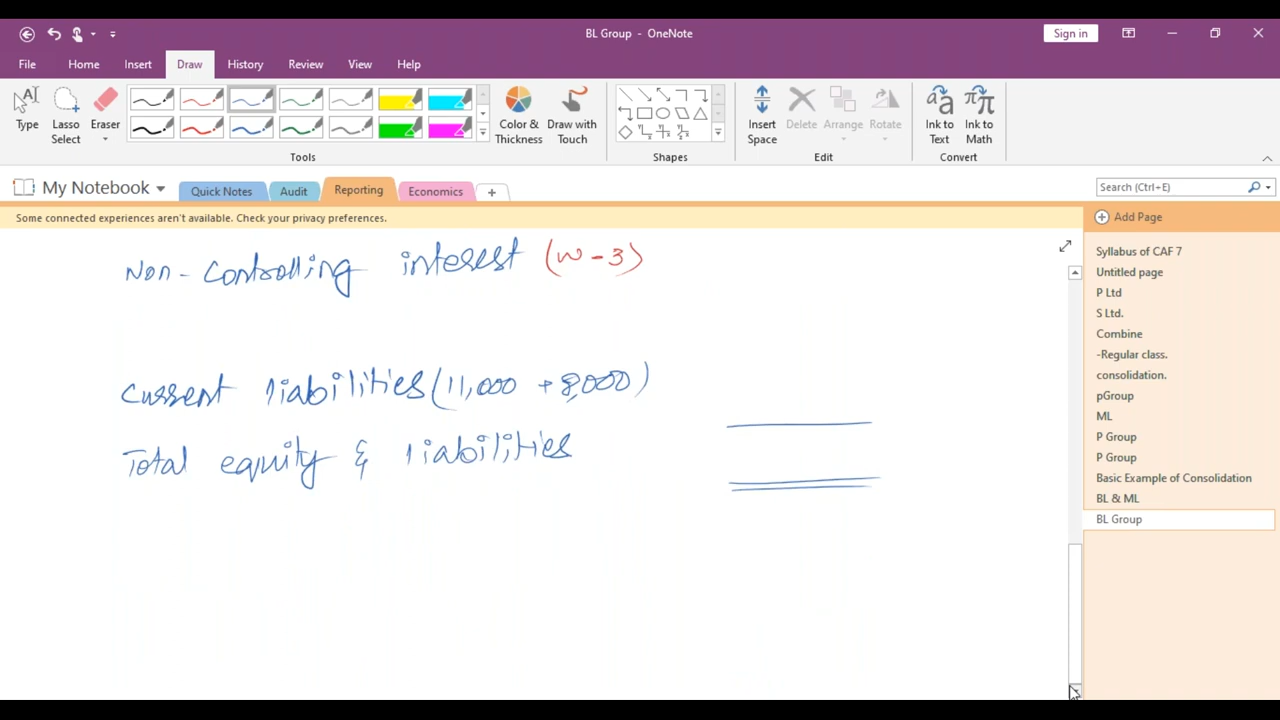 BL Group - OneNote
Sign in
File Home Insert Draw History Review View Help
Type
Lasso Select
Eraser
Color & Thickness
Draw with Touch
Insert Space
Delete
Arrange
Rotate
Ink to Text
Ink to Math
Tools
Shapes
Edit
Convert
My Notebook
Quick Notes
Audit
Reporting
Economics
Search (Ctrl+E)
Some connected experiences aren't available. Check your privacy preferences.
Add Page
Non-Controlling interest (W-3)
Current liabilities (11,000 + 8,000)
Total equity & liabilities
Syllabus of CAF 7
Untitled page
P Ltd
S Ltd.
Combine
-Regular class.
consolidation.
pGroup
ML
P Group
P Group
Basic Example of Consolidation
BL & ML
BL Group